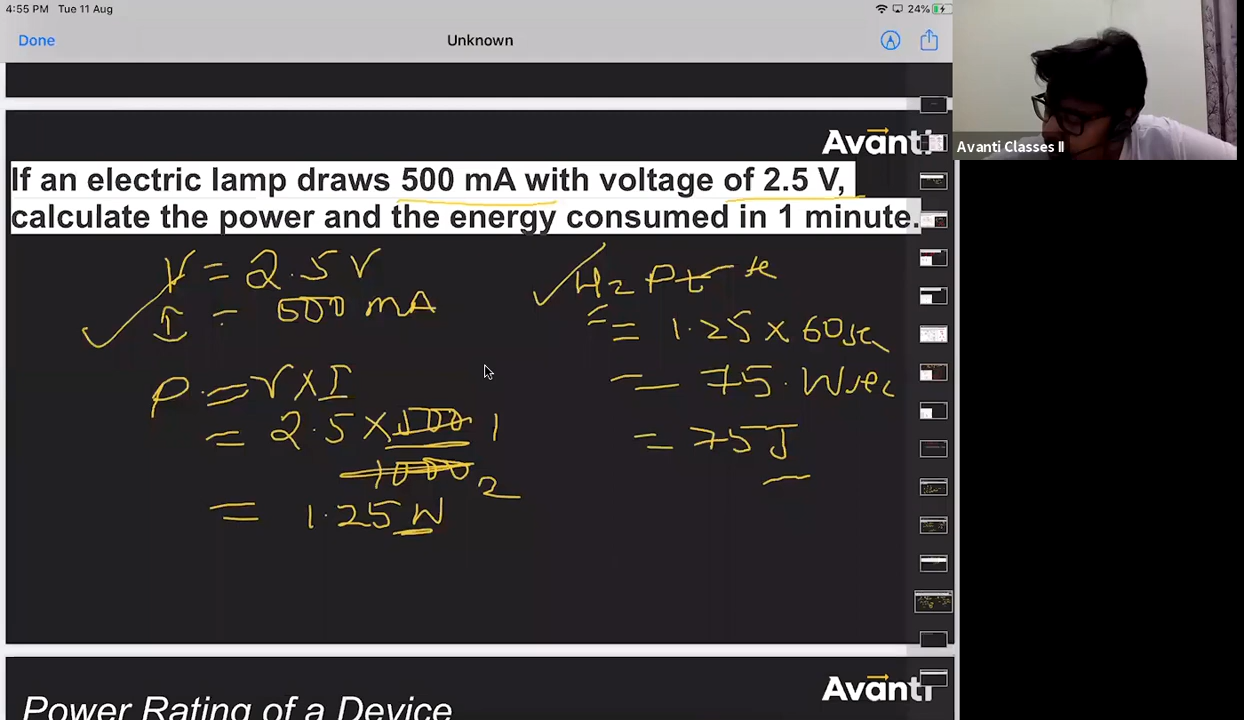 4:55 PM Tue 11 Aug
24%
Done
Unknown
Avanti
Avanti Classes II
If an electric lamp draws 500 mA with voltage of 2.5 V,
calculate the power and the energy consumed in 1 minute.
V = 2.5 V
I = 500 mA
P = V X I
= 2.5 X 500 1
1000 2
= 1.25 W
H = Pt
= 1.25 X 60 sec
= 75. W sec
= 75 J
Avanti
Power Rating of a Device